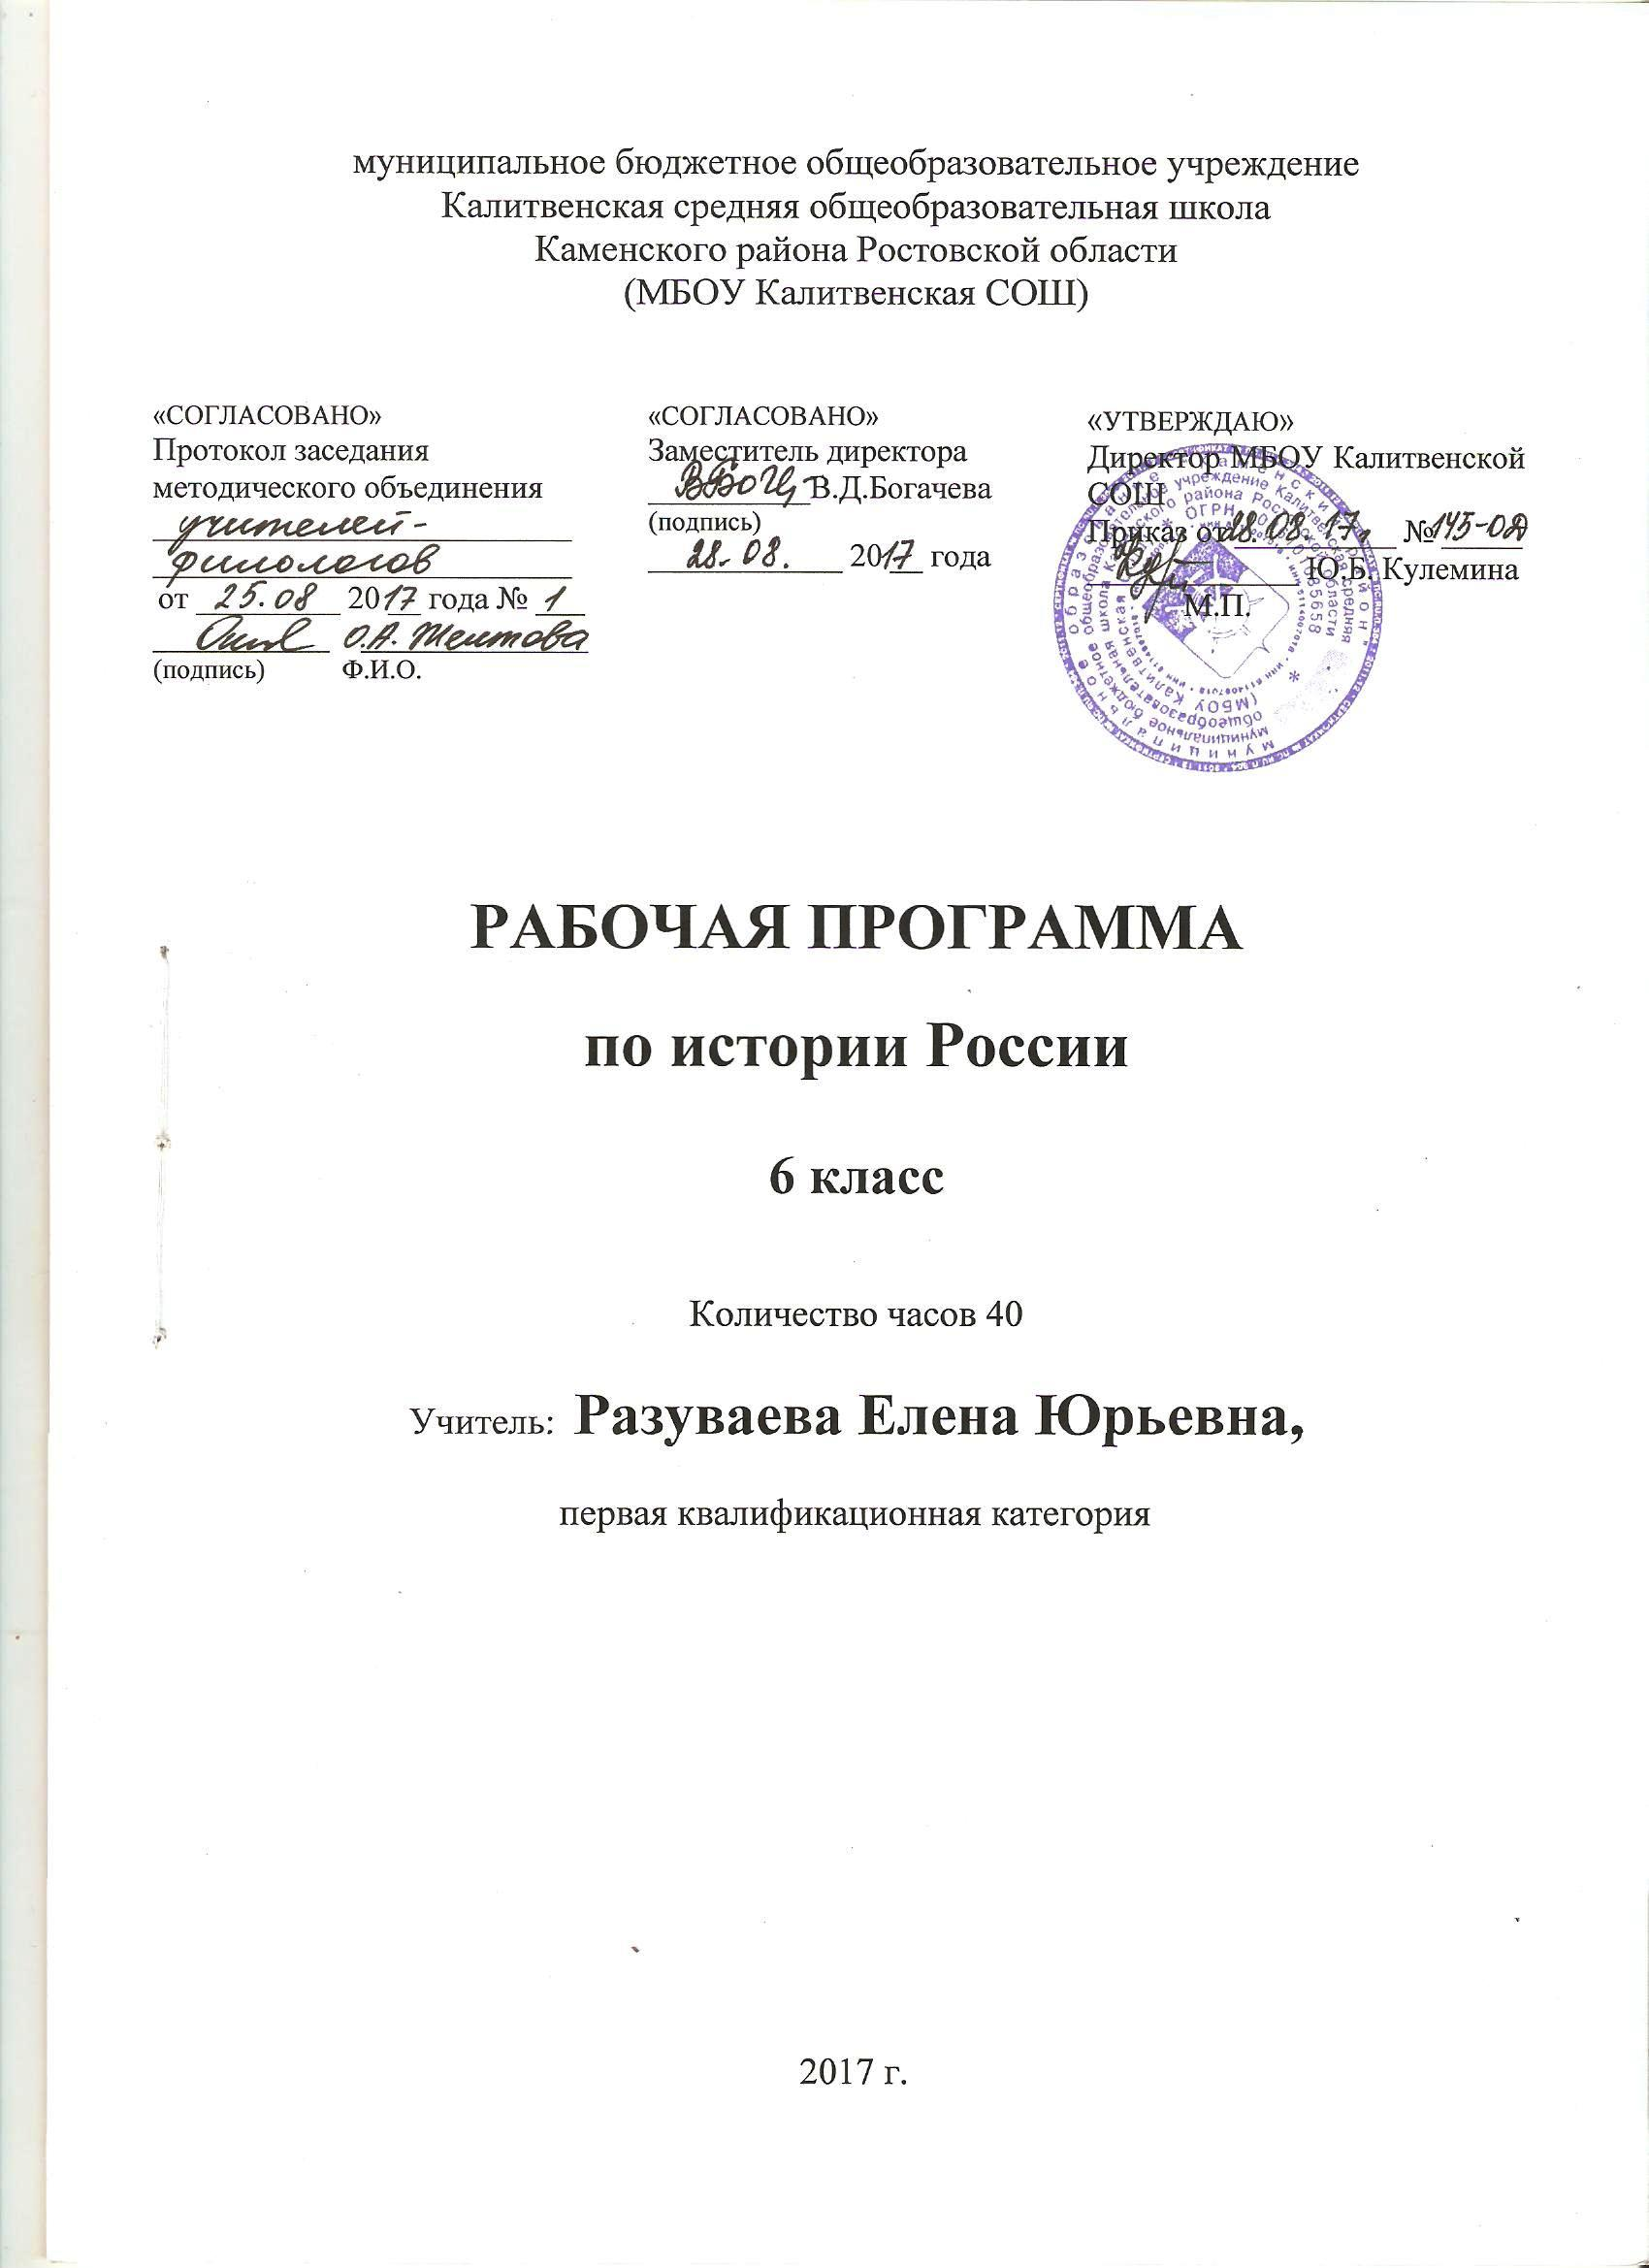 муниципальное бюджетное общеобразовательное учреждение
Калитвенская средняя общеобразовательная школа
Каменского района Ростовской области
(МБОУ Калитвенская СОШ)
«СОГЛАСОВАНО»
Протокол заседания
методического объединения
учителей-
филологов
от 25.08 2017 года № 1
О.А. Желтова
(подпись) Ф.И.О.
«СОГЛАСОВАНО»
Заместитель директора
В.Д.Богачева
(подпись)
28.08. 2017 года
«УТВЕРЖДАЮ»
Директор МБОУ Калитвенской
СОШ
Приказ от 28.08.17г. № 145-ОД
Ю.Б. Кулемина
М.П.
РАБОЧАЯ ПРОГРАММА
по истории России
6 класс
Количество часов 40
Учитель: Разуваева Елена Юрьевна,
первая квалификационная категория
2017 г.